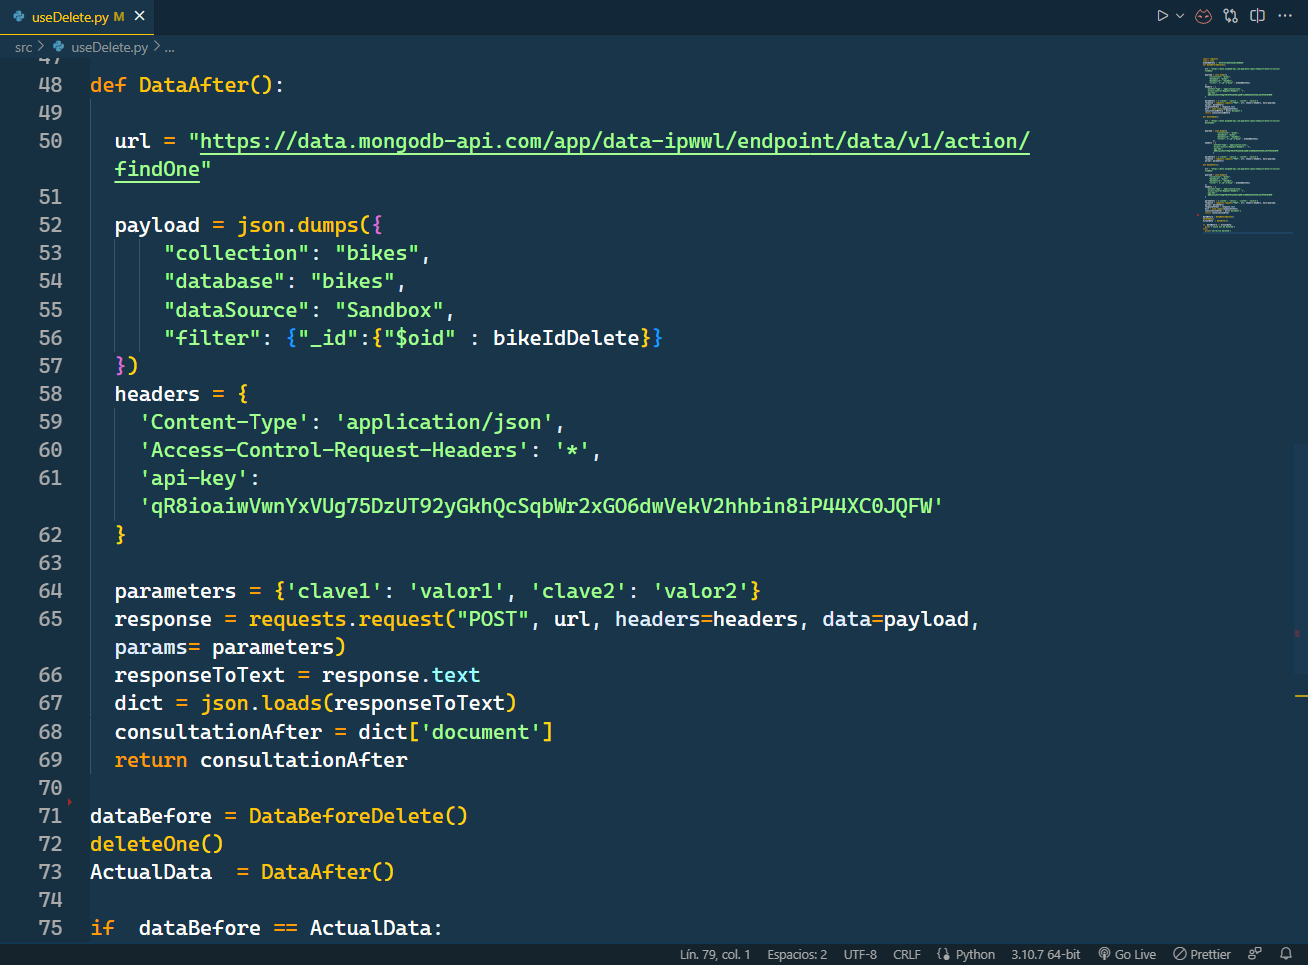 useDelete.py M
src > useDelete.py > ...
47
48 def DataAfter():
49
50 url = "https://data.mongodb-api.com/app/data-ipwwl/endpoint/data/v1/action/
findOne"
51
52 payload = json.dumps({
53 "collection": "bikes",
54 "database": "bikes",
55 "dataSource": "Sandbox",
56 "filter": {"_id":{"$oid" : bikeIdDelete}}
57 })
58 headers = {
59 'Content-Type': 'application/json',
60 'Access-Control-Request-Headers': '*',
61 'api-key':
'qR8ioaiwVwnYxVUg75DzUT92yGkhQcSqbWr2xGO6dwVekV2hhbin8iP44XC0JQFW'
62 }
63
64 parameters = {'clave1': 'valor1', 'clave2': 'valor2'}
65 response = requests.request("POST", url, headers=headers, data=payload,
params= parameters)
66 responseToText = response.text
67 dict = json.loads(responseToText)
68 consultationAfter = dict['document']
69 return consultationAfter
70
71 dataBefore = DataBeforeDelete()
72 deleteOne()
73 ActualData = DataAfter()
74
75 if dataBefore == ActualData:
Lín. 79, col. 1 Espacios: 2 UTF-8 CRLF Python 3.10.7 64-bit Go Live Prettier